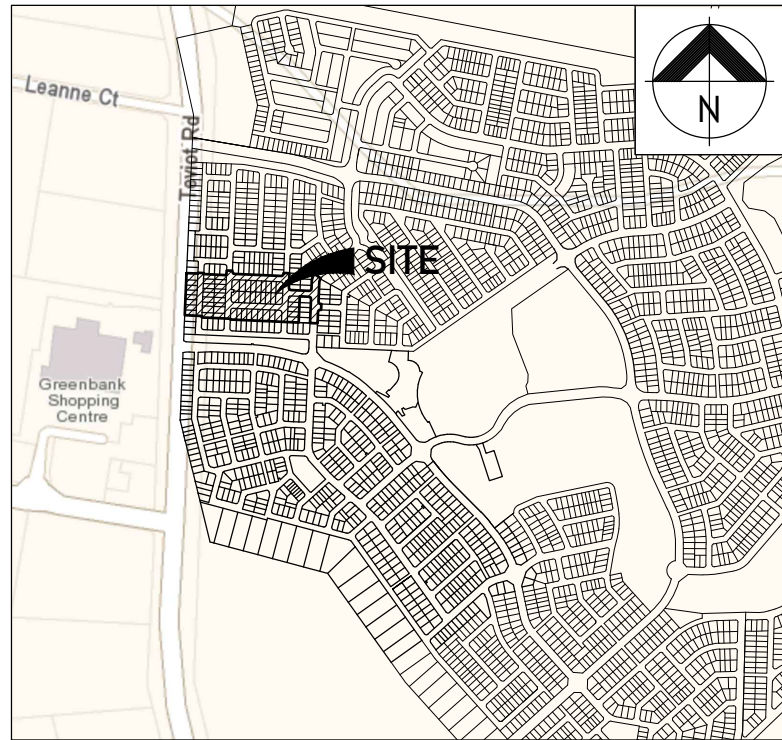 N
Leanne Ct
Teviot Rd
SITE
Greenbank
Shopping
Centre